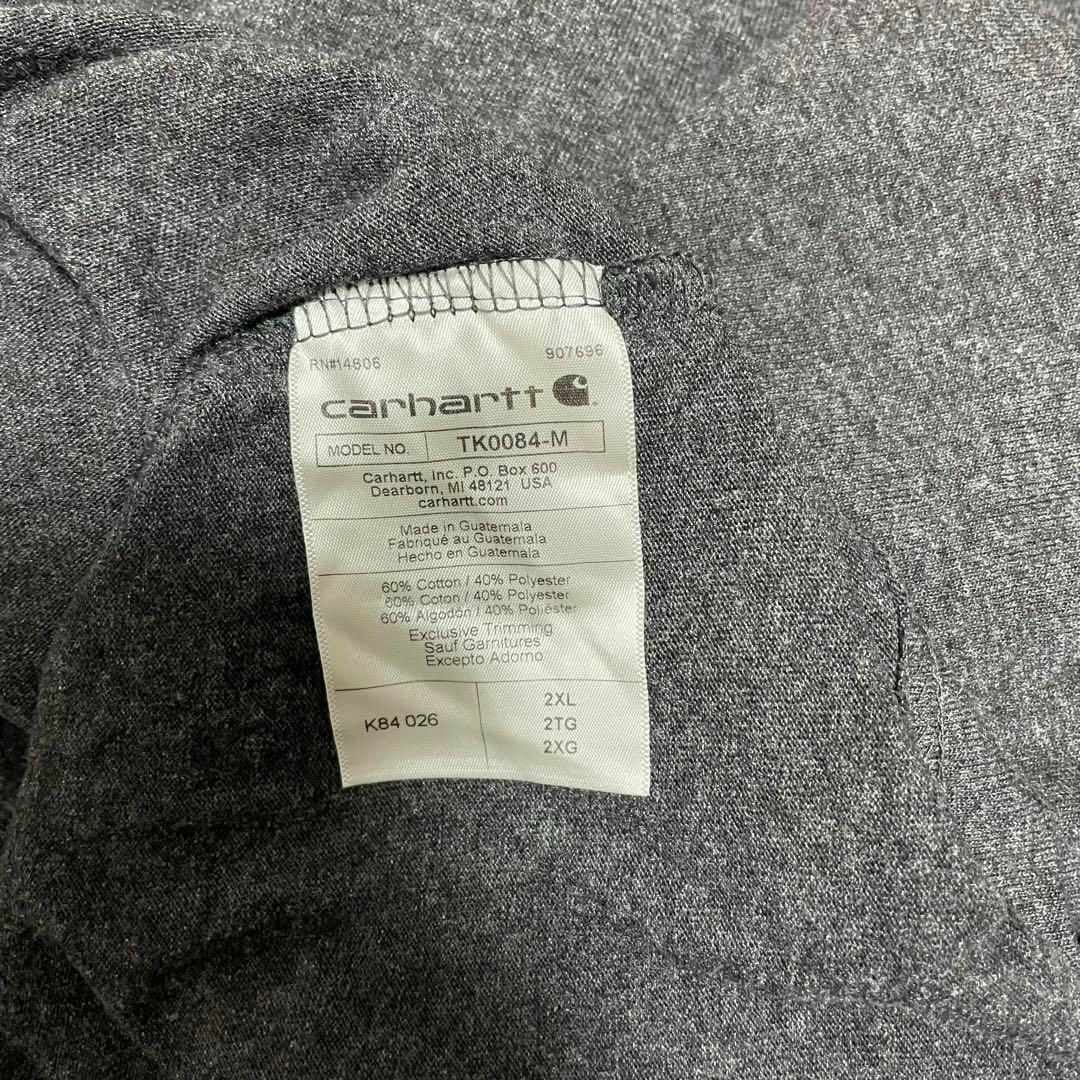 RN#14806 907696
carhartt
MODEL NO. TK0084-M
Carhartt, Inc. P.O. Box 600
Dearborn, MI 48121 USA
carhartt.com
Made in Guatemala
Fabriqué au Guatemala
Hecho en Guatemala
60% Cotton / 40% Polyester
60% Coton / 40% Polyester
60% Algodón / 40% Poliéster
Exclusive Trimming
Sauf Garnitures
Excepto Adorno
K84 026
2XL
2TG
2XG